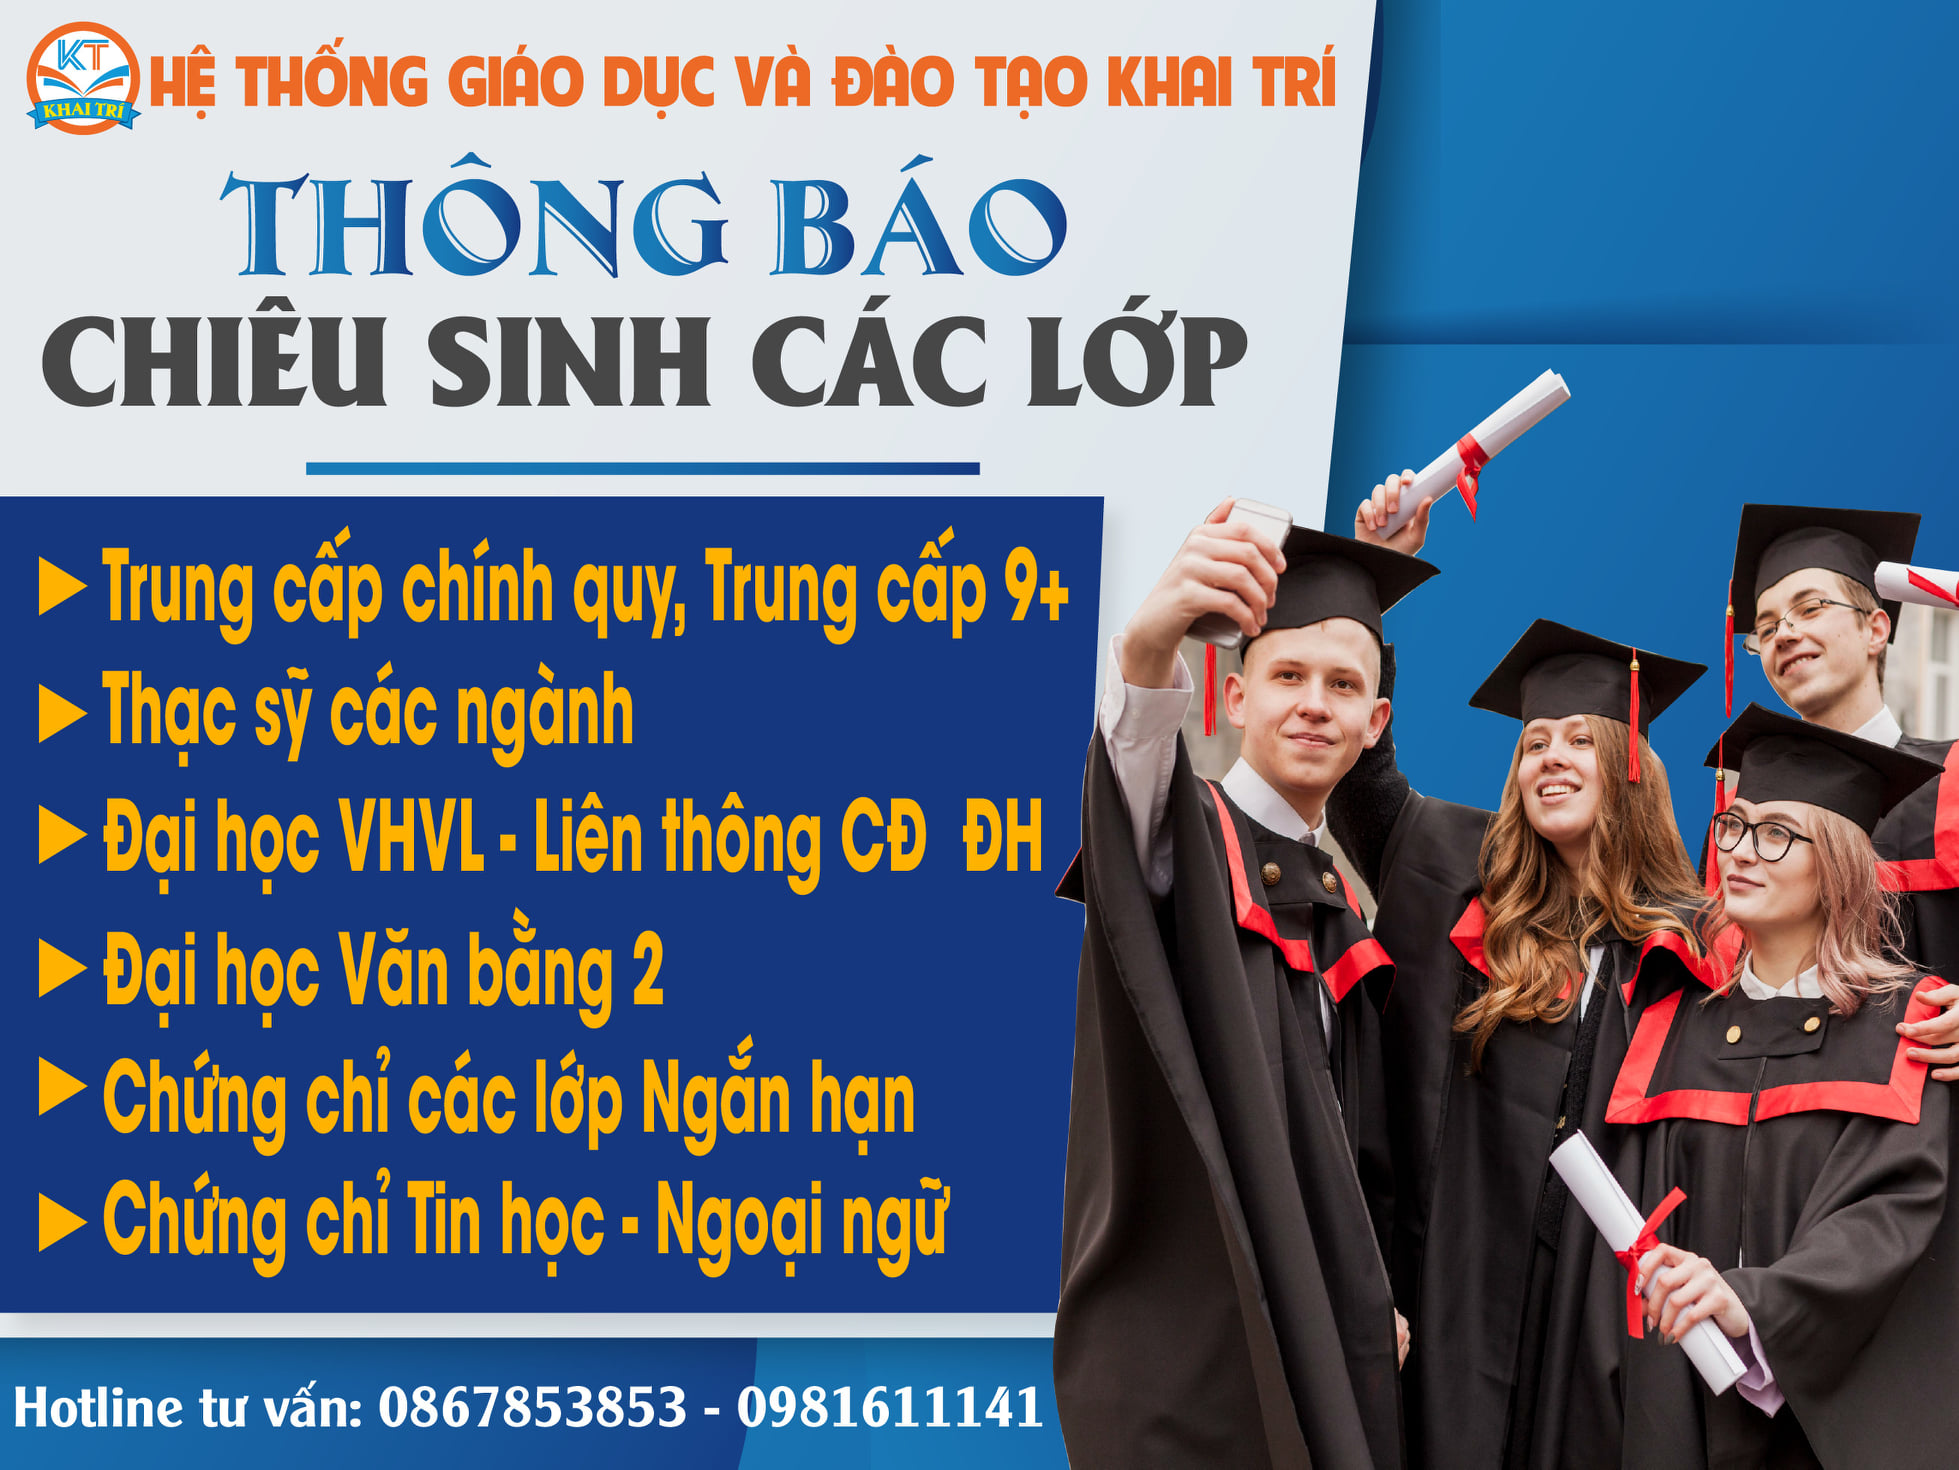 KT
KHAI TRÍ
HỆ THỐNG GIÁO DỤC VÀ ĐÀO TẠO KHAI TRÍ
THÔNG BÁO
CHIÊU SINH CÁC LỚP
Trung cấp chính quy, Trung cấp 9+
Thạc sỹ các ngành
Đại học VHVL - Liên thông CĐ ĐH
Đại học Văn bằng 2
Chứng chỉ các lớp Ngắn hạn
Chứng chỉ Tin học - Ngoại ngữ
Hotline tư vấn: 0867853853 - 0981611141